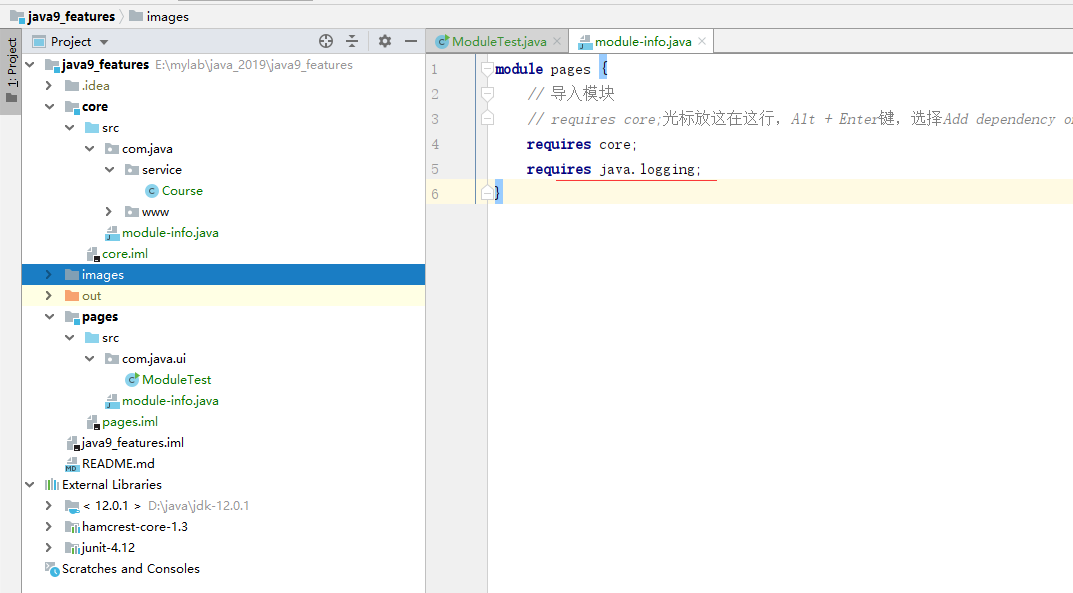 java9_features images
1: Project
Project
ModuleTest.java
module-info.java
java9_features E:\mylab\java_2019\java9_features
.idea
core
src
com.java
service
Course
www
module-info.java
core.iml
images
out
pages
src
com.java.ui
ModuleTest
module-info.java
pages.iml
java9_features.iml
README.md
External Libraries
< 12.0.1 > D:\java\jdk-12.0.1
hamcrest-core-1.3
junit-4.12
Scratches and Consoles
1 module pages {
2 // 导入模块
3 // requires core;光标放这在这行，Alt + Enter键，选择Add dependency o
4 requires core;
5 requires java.logging;
6 }